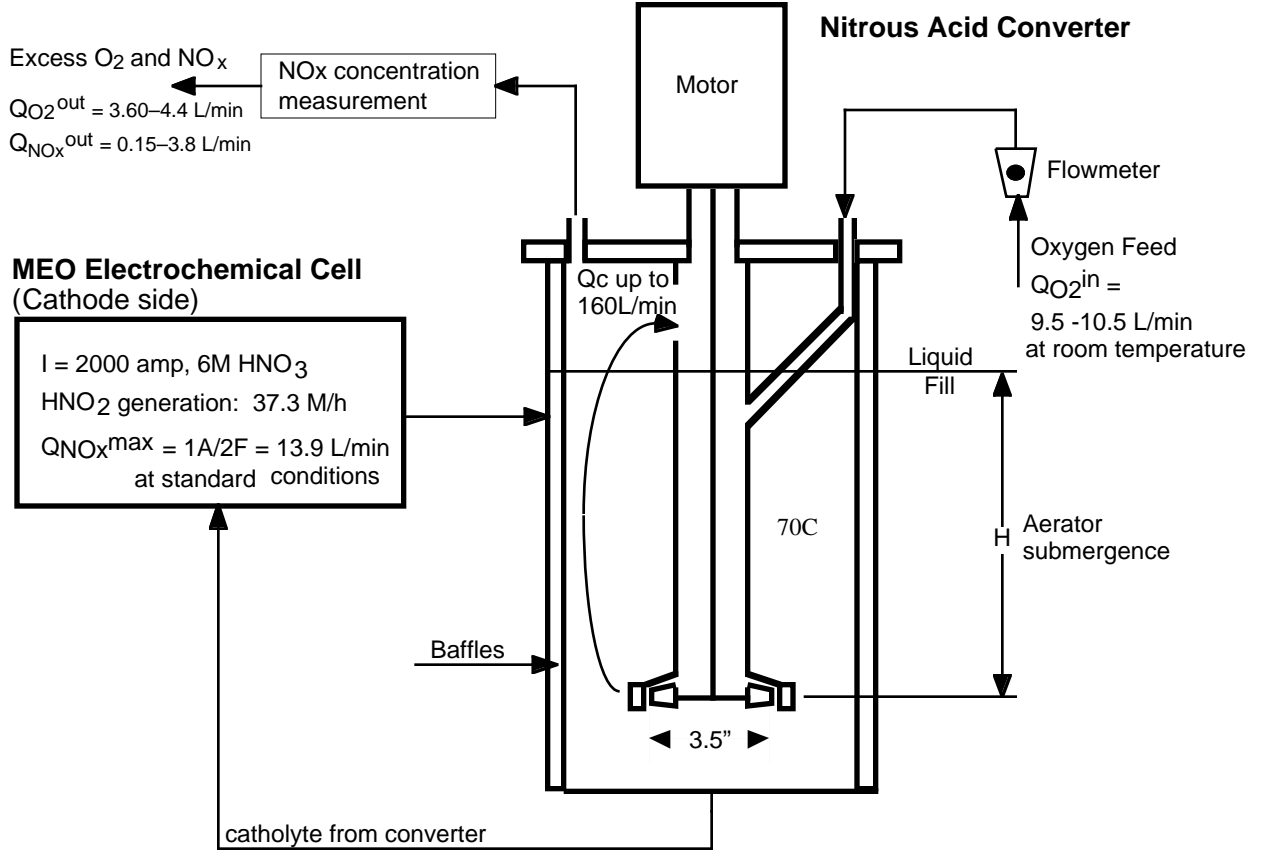 Nitrous Acid Converter
Excess O2 and NOx
QO2out = 3.60–4.4 L/min
QNOxout = 0.15–3.8 L/min
NOx concentration
measurement
Motor
Flowmeter
Oxygen Feed
QO2in =
9.5 -10.5 L/min
at room temperature
MEO Electrochemical Cell
(Cathode side)
I = 2000 amp, 6M HNO3
HNO2 generation: 37.3 M/h
QNOxmax = 1A/2F = 13.9 L/min
at standard conditions
Qc up to
160L/min
Liquid
Fill
70C
H
Aerator
submergence
Baffles
3.5”
catholyte from converter